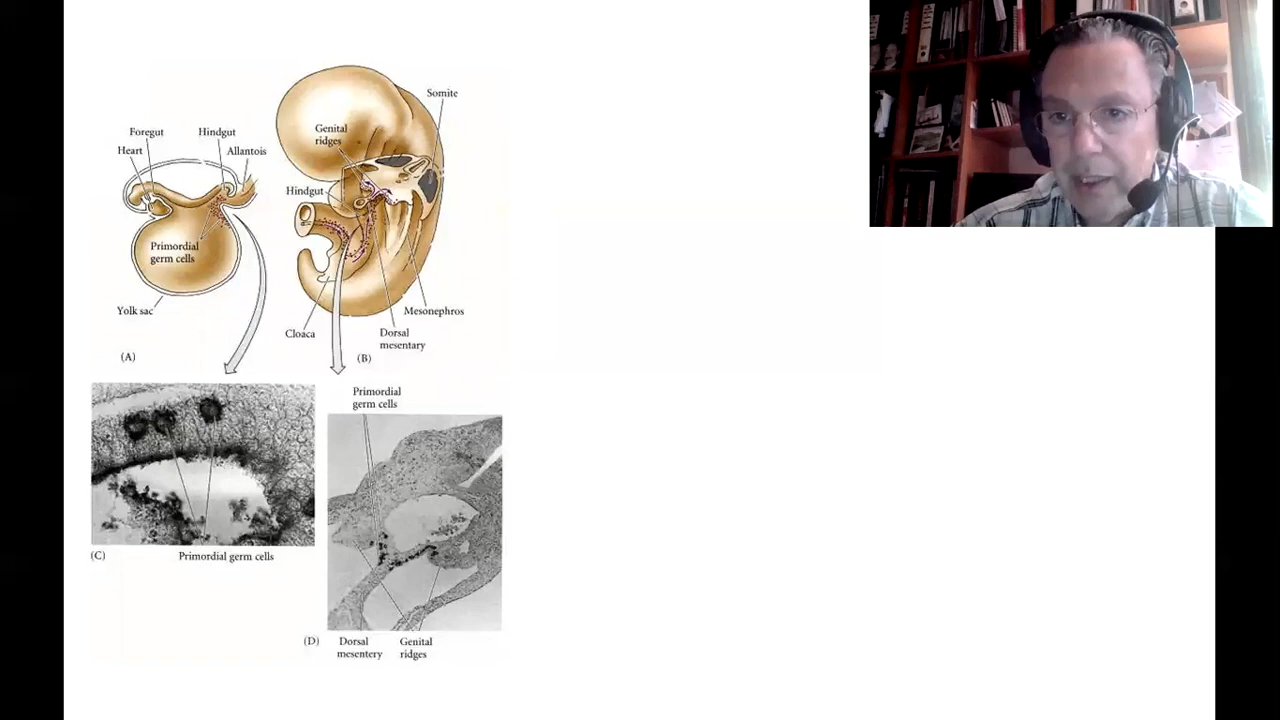 Somite
Foregut
Hindgut
Genital
ridges
Heart
Allantois
Hindgut
Primordial
germ cells
Yolk sac
Mesonephros
Cloaca
Dorsal
mesentary
(A)
(B)
Primordial
germ cells
(C)
Primordial germ cells
(D)
Dorsal
mesentery
Genital
ridges